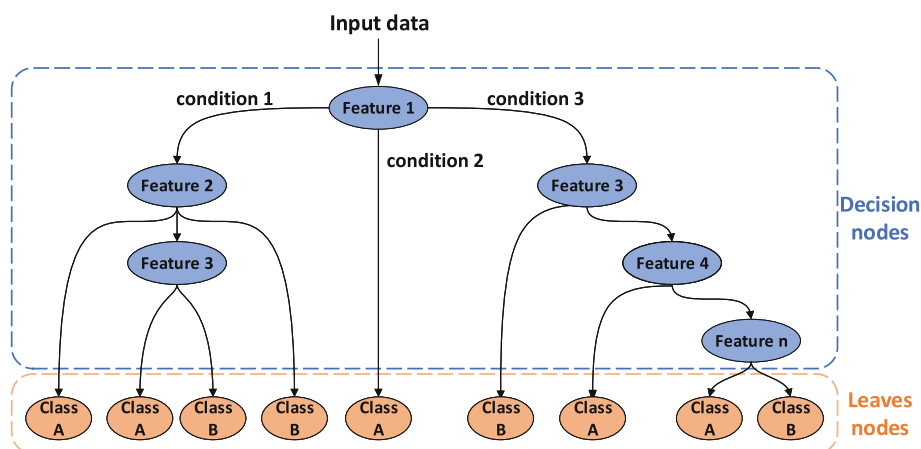 Input data
condition 1
Feature 1
condition 3
condition 2
Feature 2
Feature 3
Decision
nodes
Feature 3
Feature 4
Feature n
Class
A
Class
A
Class
B
Class
B
Class
A
Class
B
Class
A
Class
A
Class
B
Leaves
nodes